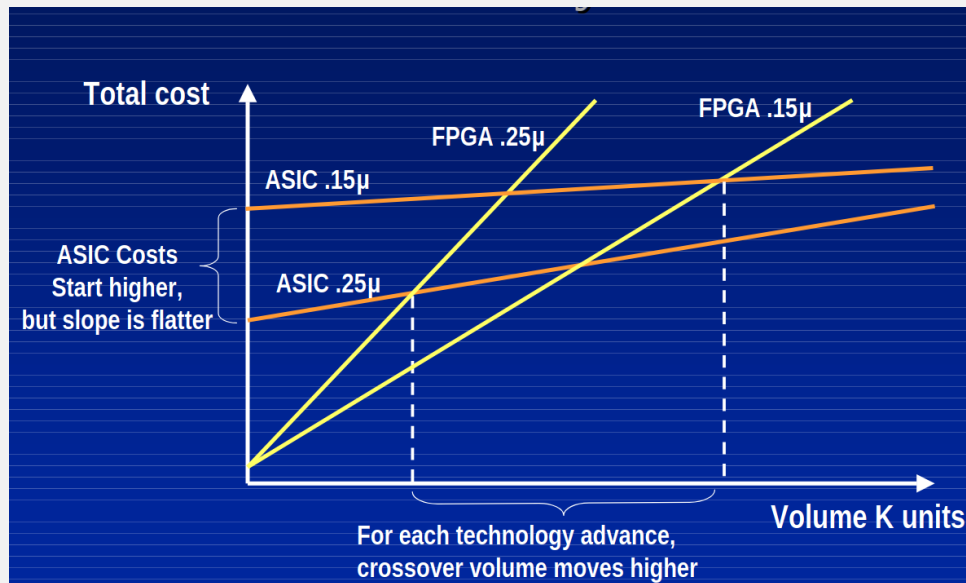 Total cost
FPGA .25µ
FPGA .15µ
ASIC .15µ
ASIC Costs
Start higher,
but slope is flatter
ASIC .25µ
Volume K units
For each technology advance,
crossover volume moves higher